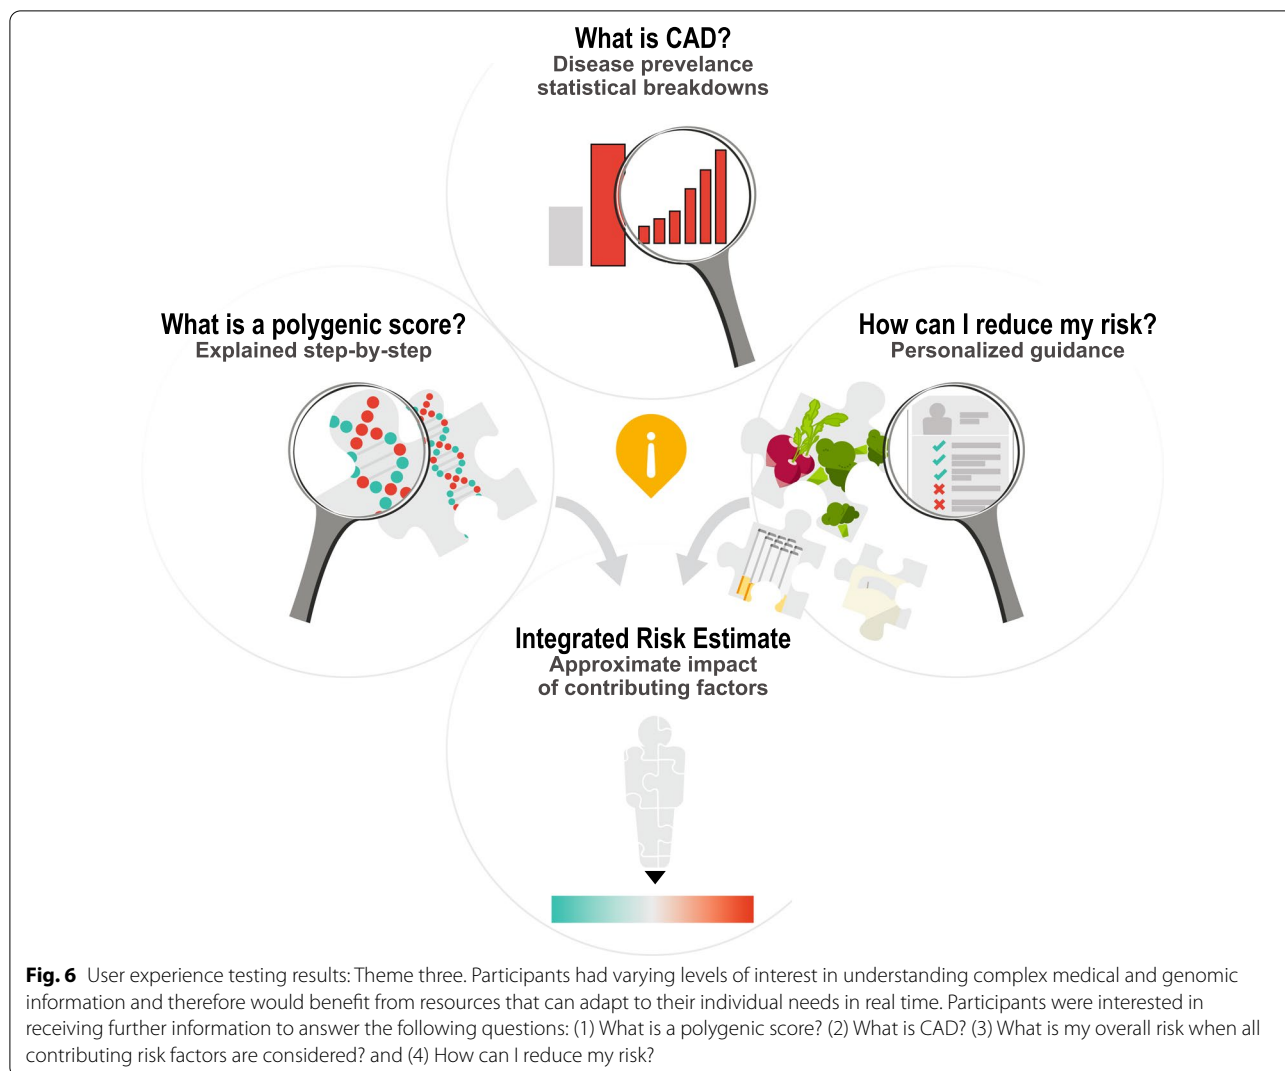 What is CAD?
Disease prevelance
statistical breakdowns
What is a polygenic score?
Explained step-by-step
How can I reduce my risk?
Personalized guidance
Integrated Risk Estimate
Approximate impact
of contributing factors
Fig. 6 User experience testing results: Theme three. Participants had varying levels of interest in understanding complex medical and genomic
information and therefore would benefit from resources that can adapt to their individual needs in real time. Participants were interested in
receiving further information to answer the following questions: (1) What is a polygenic score? (2) What is CAD? (3) What is my overall risk when all
contributing risk factors are considered? and (4) How can I reduce my risk?